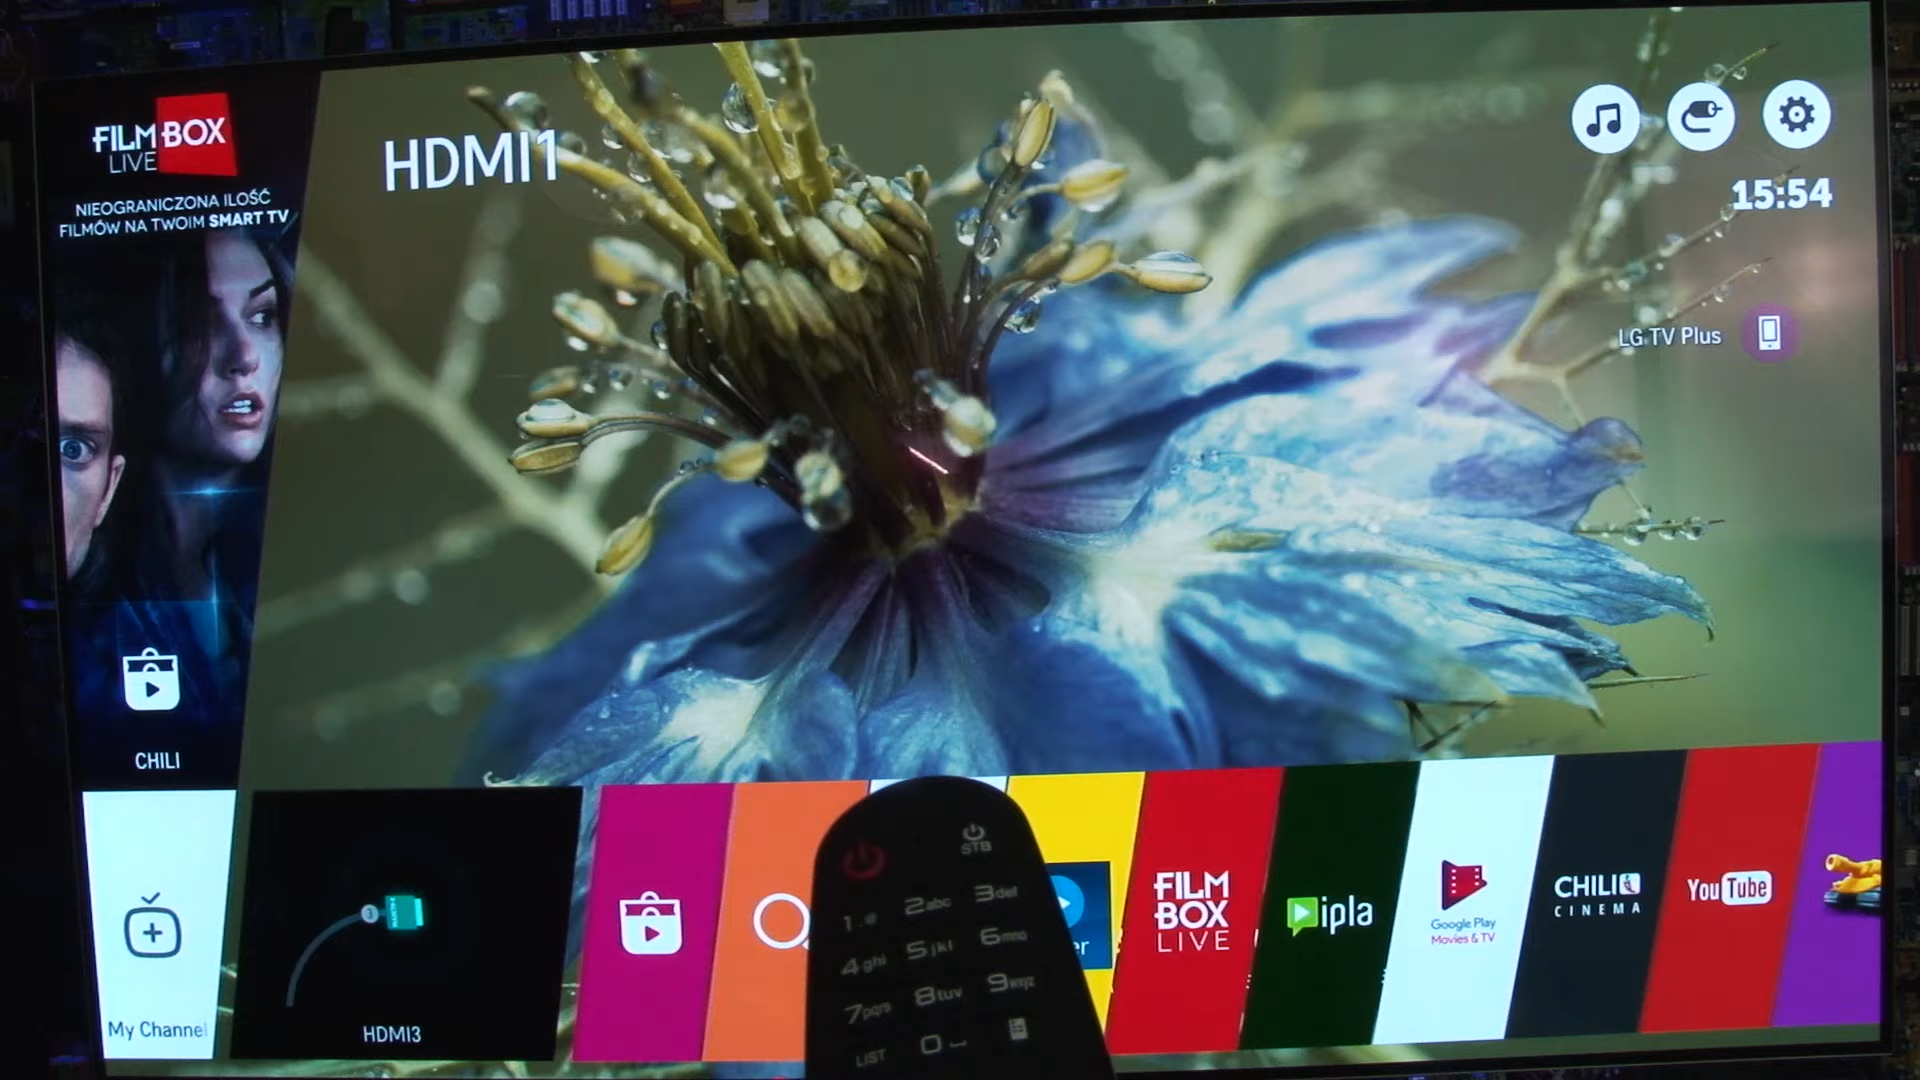 FILM BOX
LIVE
NIEOGRANICZONA ILOŚĆ
FILMÓW NA TWOIM SMART TV
HDMI1
15:54
LG TV Plus
CHILI
My Channel
HDMI3
FILM
BOX
LIVE
ipla
Google Play
Movies & TV
CHILI
CINEMA
YouTube
STB
1.@ 2abc 3def
4ghi 5jkl 6mno
7pqrs 8tuv 9wxyz
LIST 0